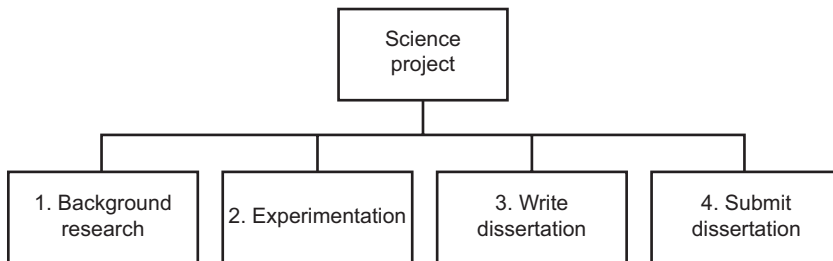 Science
project
1. Background
research
2. Experimentation
3. Write
dissertation
4. Submit
dissertation